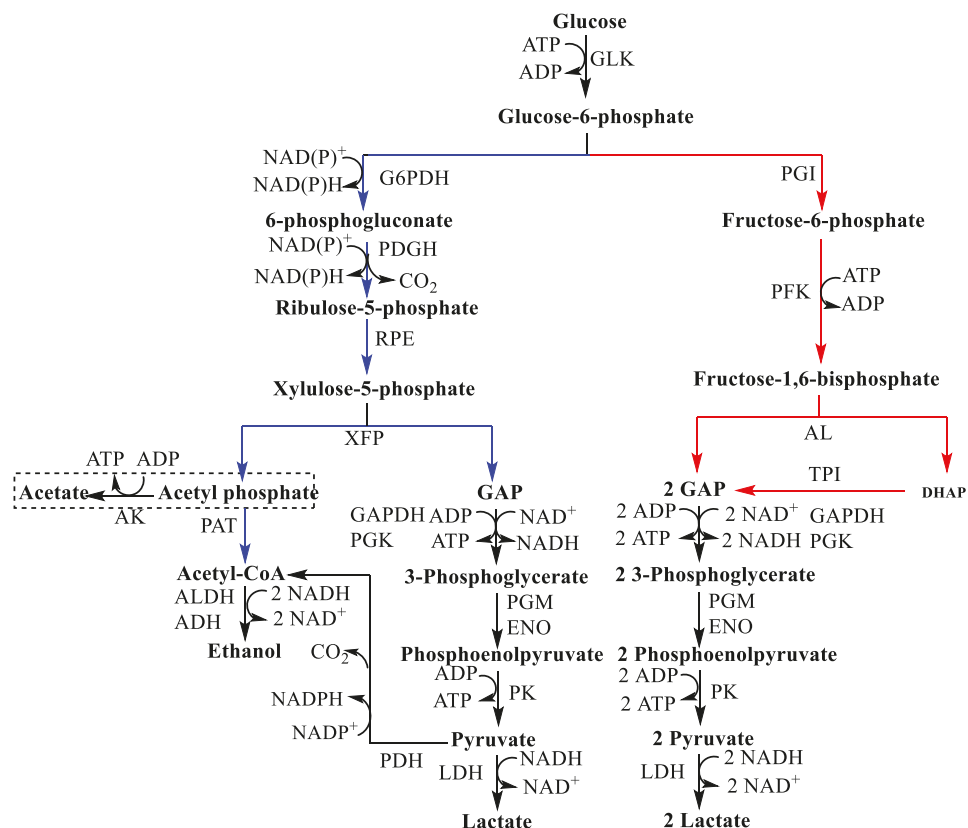 Glucose
ATP
ADP
GLK
Glucose-6-phosphate
NAD(P)+
NAD(P)H
G6PDH
PGI
6-phosphogluconate
Fructose-6-phosphate
NAD(P)+
PDGH
NAD(P)H
CO2
ATP
PFK
ADP
Ribulose-5-phosphate
RPE
Xylulose-5-phosphate
Fructose-1,6-bisphosphate
XFP
AL
ATP ADP
TPI
Acetate
Acetyl phosphate
GAP
2 GAP
DHAP
AK
PAT
GAPDH
PGK
ADP
ATP
NAD+
NADH
2 ADP
2 ATP
2 NAD+
2 NADH
GAPDH
PGK
Acetyl-CoA
3-Phosphoglycerate
2 3-Phosphoglycerate
ALDH
ADH
2 NADH
2 NAD+
PGM
ENO
PGM
ENO
Ethanol
CO2
Phosphoenolpyruvate
2 Phosphoenolpyruvate
ADP
ATP
PK
2 ADP
2 ATP
PK
NADPH
NADP+
Pyruvate
2 Pyruvate
PDH
LDH
NADH
NAD+
LDH
2 NADH
2 NAD+
Lactate
2 Lactate